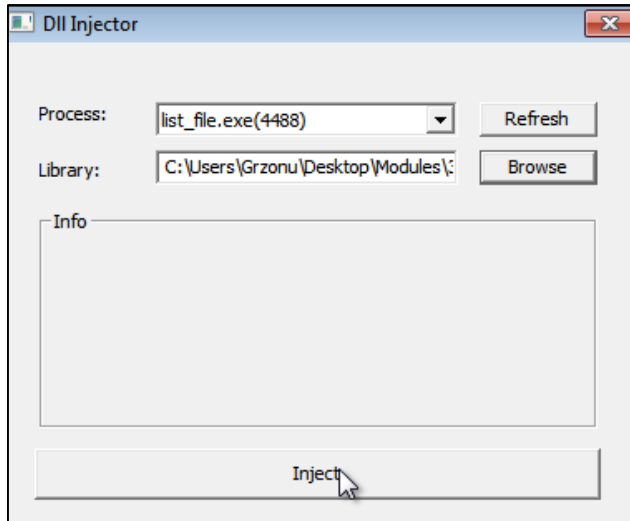 Dll Injector
Process: list_file.exe(4488) Refresh
Library: C:\Users\Grzonu\Desktop\Modules\ Browse
Info
Inject